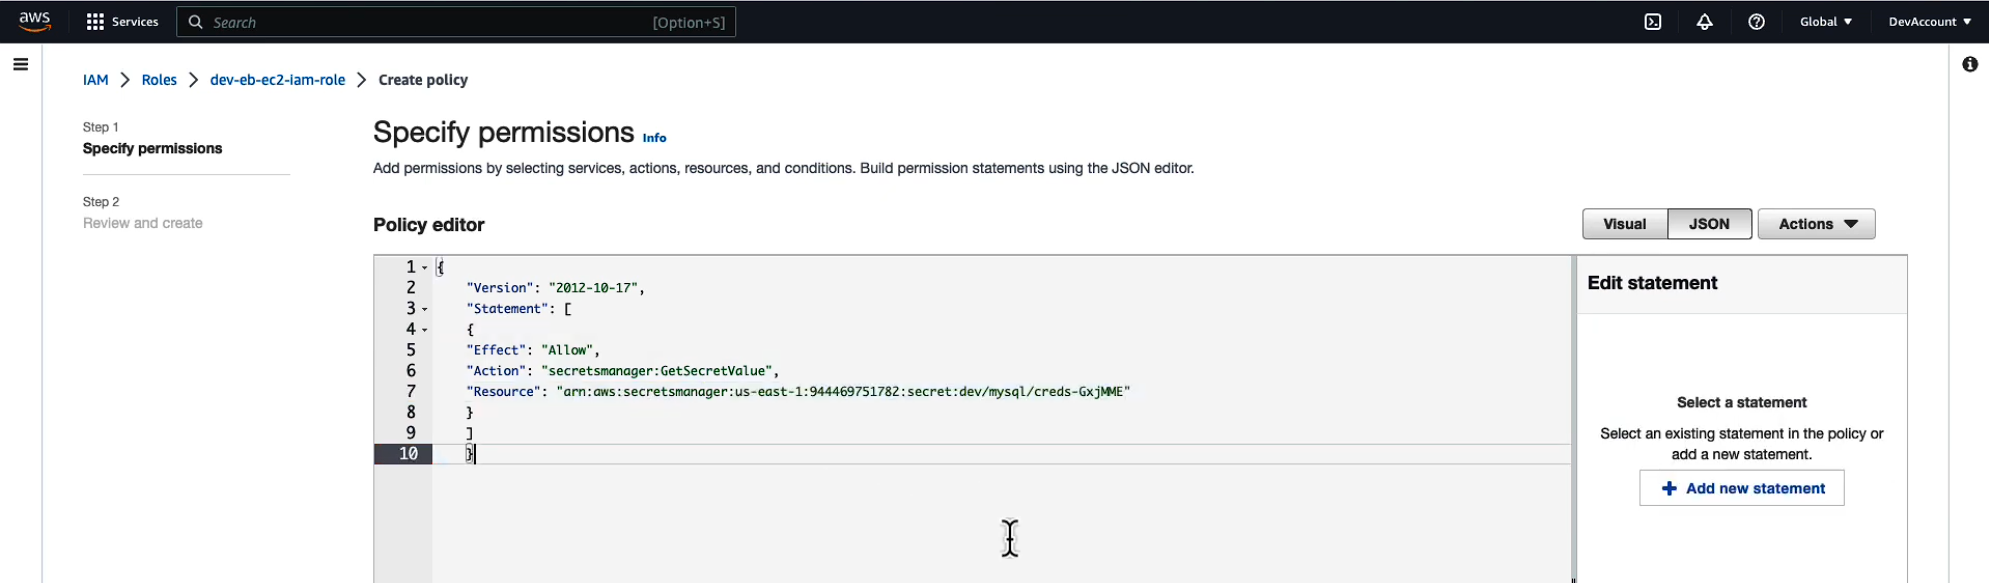 aws Services Search [Option+S] Global DevAccount
IAM > Roles > dev-eb-ec2-iam-role > Create policy
Step 1
Specify permissions
Step 2
Review and create
Specify permissions Info
Add permissions by selecting services, actions, resources, and conditions. Build permission statements using the JSON editor.
Policy editor
Visual JSON Actions
1 {
2 "Version": "2012-10-17",
3 "Statement": [
4 {
5 "Effect": "Allow",
6 "Action": "secretsmanager:GetSecretValue",
7 "Resource": "arn:aws:secretsmanager:us-east-1:944469751782:secret:dev/mysql/creds-GxjMME"
8 }
9 ]
10 }
Edit statement
Select a statement
Select an existing statement in the policy or
add a new statement.
+ Add new statement